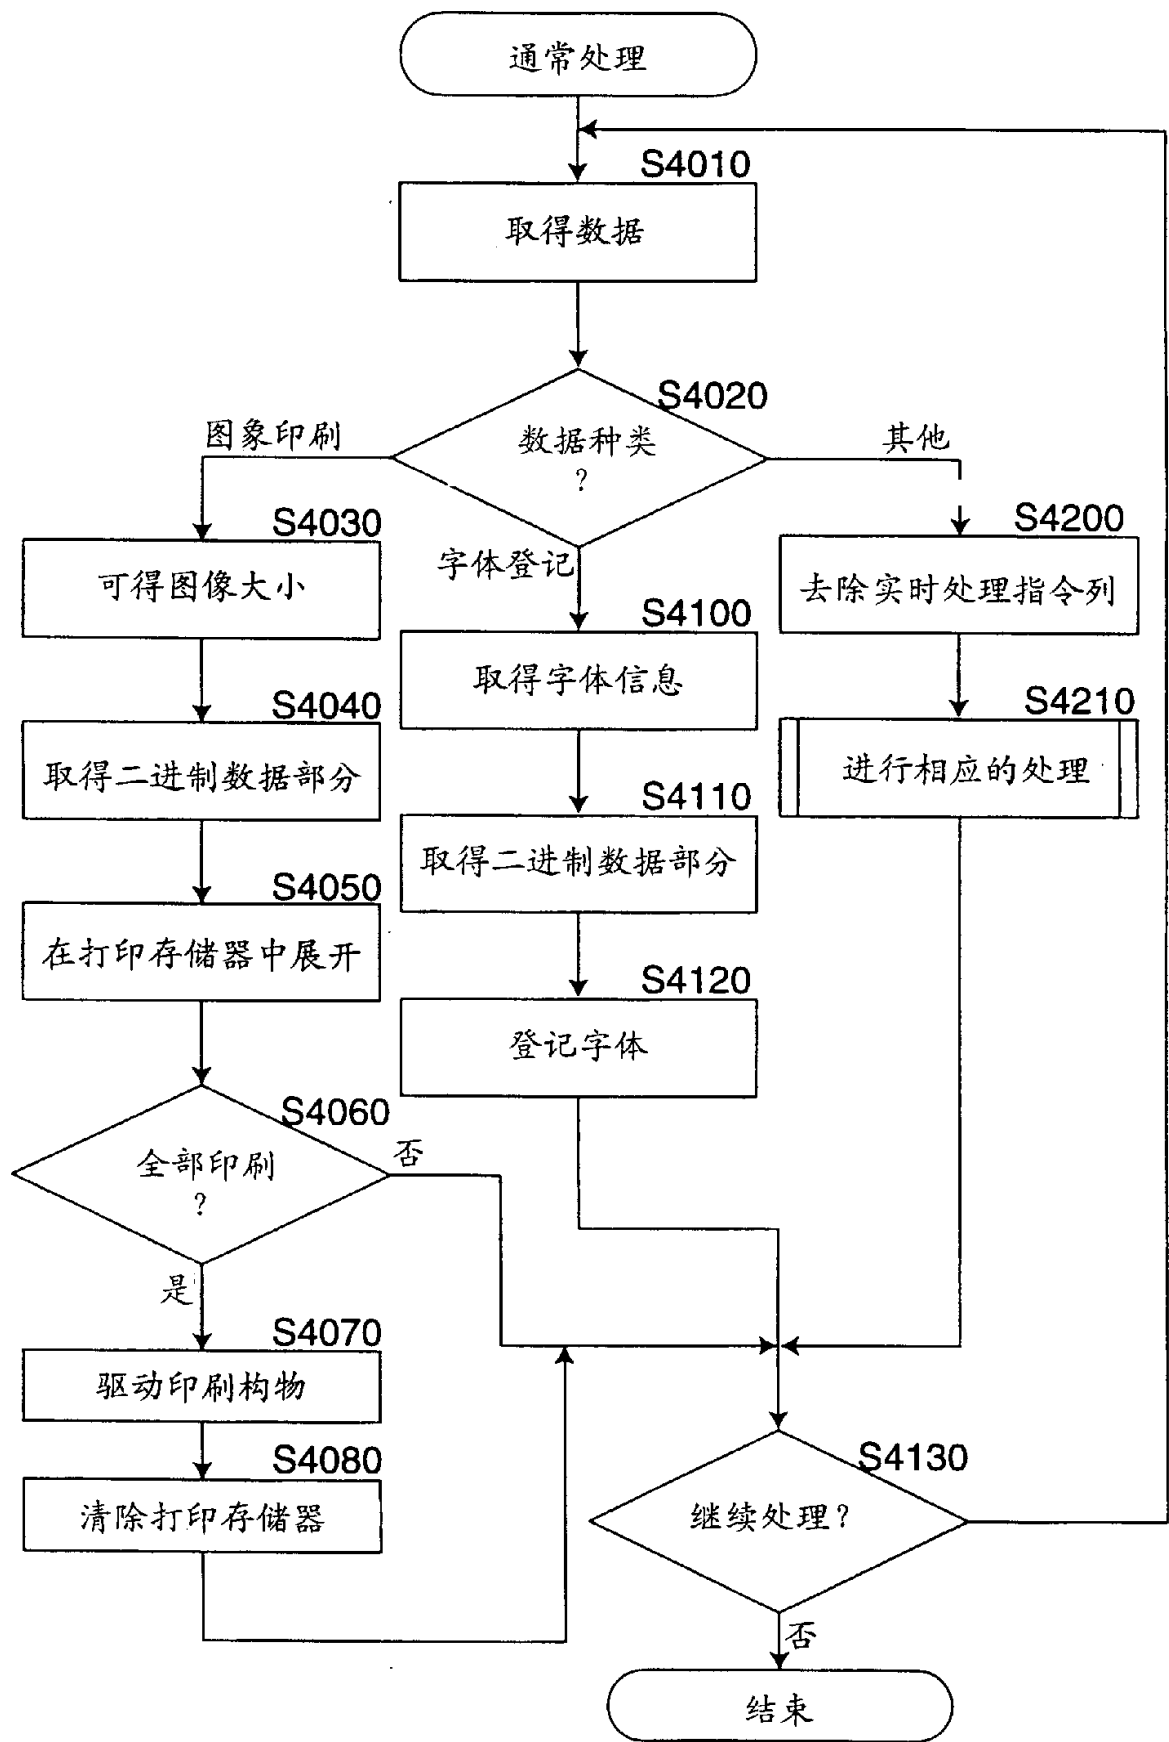 通常处理
S4010
取得数据
S4020
数据种类
?
图象印刷
其他
字体登记
S4030
可得图像大小
S4040
取得二进制数据部分
S4050
在打印存储器中展开
S4060
全部印刷
?
否
是
S4070
驱动印刷构物
S4080
清除打印存储器
S4100
取得字体信息
S4110
取得二进制数据部分
S4120
登记字体
S4200
去除实时处理指令列
S4210
进行相应的处理
S4130
继续处理?
否
结束